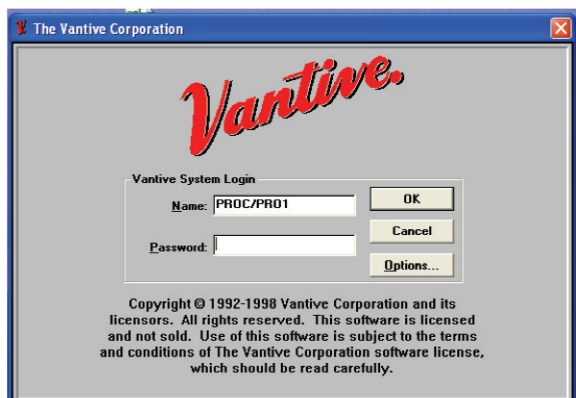 The Vantive Corporation
Vantive.
Vantive System Login
Name: PROC/PRO1
OK
Password:
Cancel
Options...
Copyright © 1992-1998 Vantive Corporation and its
licensors. All rights reserved. This software is licensed
and not sold. Use of this software is subject to the terms
and conditions of The Vantive Corporation software license,
which should be read carefully.